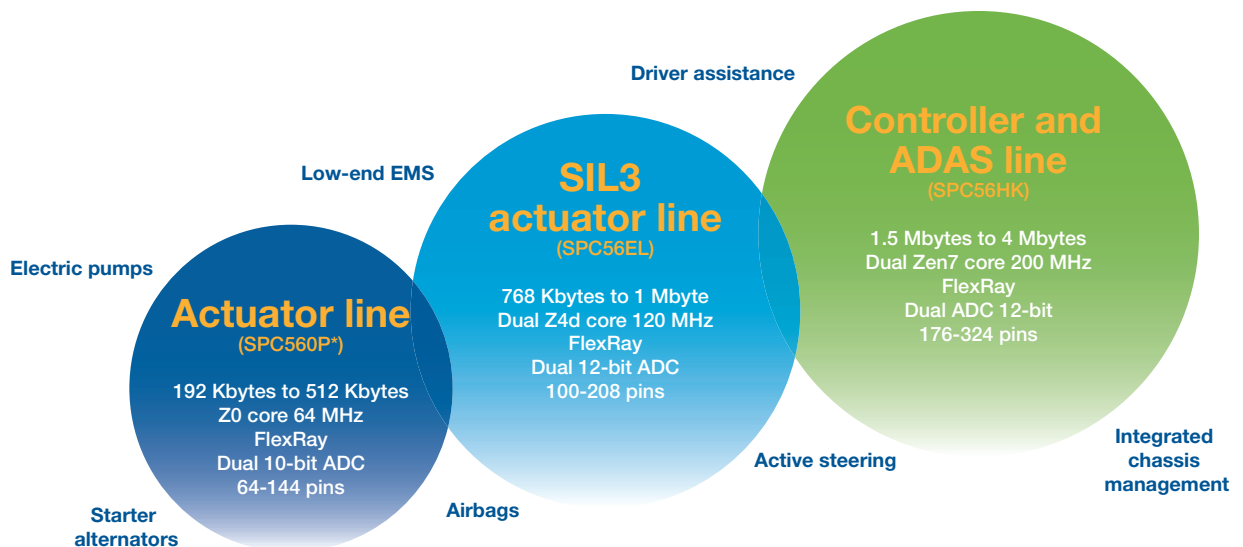 Driver assistance
Controller and
ADAS line
(SPC56HK)
1.5 Mbytes to 4 Mbytes
Dual Zen7 core 200 MHz
FlexRay
Dual ADC 12-bit
176-324 pins
Low-end EMS
SIL3
actuator line
(SPC56EL)
768 Kbytes to 1 Mbyte
Dual Z4d core 120 MHz
FlexRay
Dual 12-bit ADC
100-208 pins
Electric pumps
Actuator line
(SPC560P*)
192 Kbytes to 512 Kbytes
Z0 core 64 MHz
FlexRay
Dual 10-bit ADC
64-144 pins
Starter
alternators
Airbags
Active steering
Integrated
chassis
management